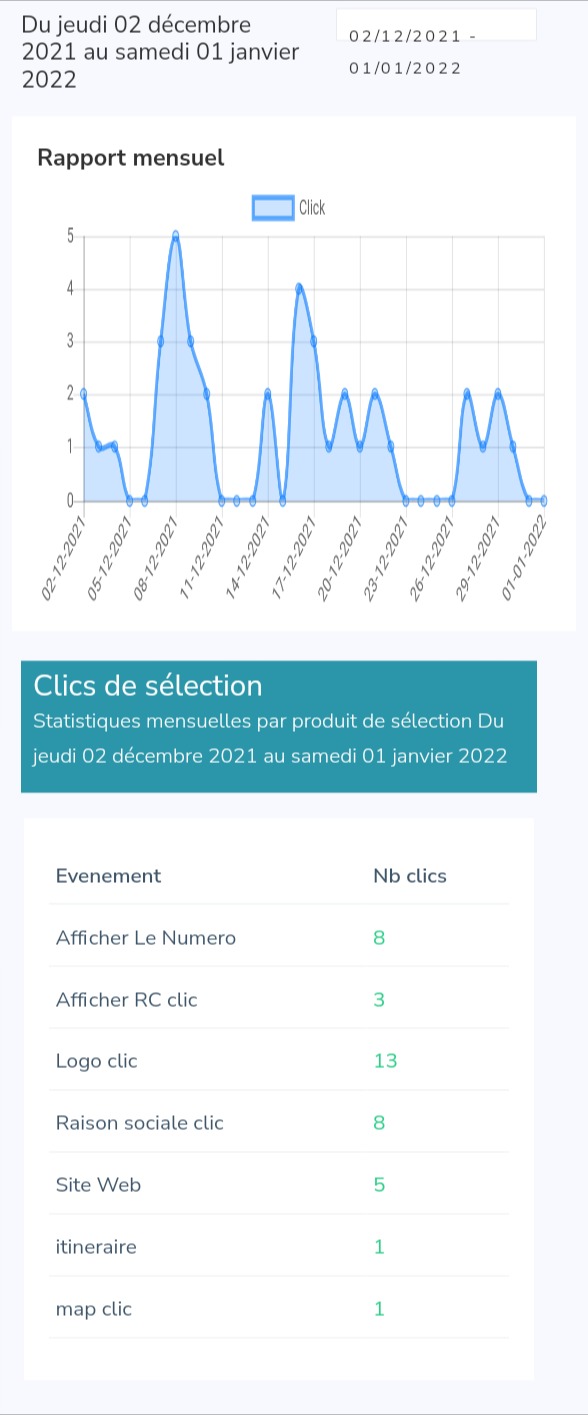 Du jeudi 02 décembre
2021 au samedi 01 janvier
2022
02/12/2021 -
01/01/2022
Rapport mensuel
Click
5
4
3
2
1
0
02-12-2021
05-12-2021
08-12-2021
11-12-2021
14-12-2021
17-12-2021
20-12-2021
23-12-2021
26-12-2021
29-12-2021
01-01-2022
Clics de sélection
Statistiques mensuelles par produit de sélection Du
jeudi 02 décembre 2021 au samedi 01 janvier 2022
Evenement Nb clics
Afficher Le Numero 8
Afficher RC clic 3
Logo clic 13
Raison sociale clic 8
Site Web 5
itineraire 1
map clic 1